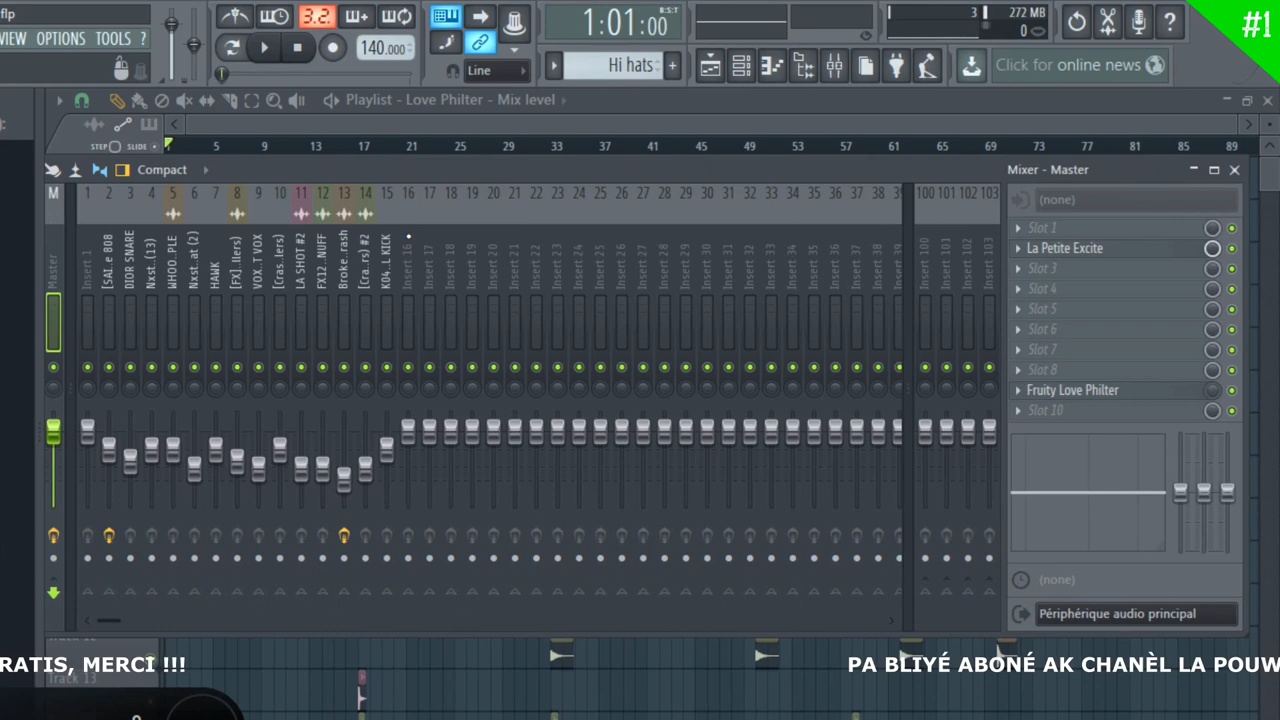 flp
VIEW OPTIONS TOOLS ?
3.2.
140.000
Line
1:01:00
B:S:T
Hi hats
3
272 MB
0
Click for online news
#1
Playlist - Love Philter - Mix level
STEP SLIDE
5 9 13 17 21 25 29 33 37 41 45 49 53 57 61 65 69 73 77 81 85 89
Compact
Mixer - Master
M 1 2 3 4 5 6 7 8 9 10 11 12 13 14 15 16 17 18 19 20 21 22 23 24 25 26 27 28 29 30 31 32 33 34 35 36 37 38 39 100 101 102 103
Master
Insert 1
[SAI..e 808
DIOR SNARE
Nxst..(13)
WHOO..PLE
Nxst..at (2)
HAWK
[FX]..llers)
VOX..T VOX
[Cras..lers)
LA SHOT #2
FX12..NUFF
Broke..rash
[Cra..rs) #2
K04..L KICK
Insert 16
Insert 17
Insert 18
Insert 19
Insert 20
Insert 21
Insert 22
Insert 23
Insert 24
Insert 25
Insert 26
Insert 27
Insert 28
Insert 29
Insert 30
Insert 31
Insert 32
Insert 33
Insert 34
Insert 35
Insert 36
Insert 37
Insert 38
Insert 100
Insert 101
Insert 102
Insert 103
(none)
Slot 1
La Petite Excite
Slot 3
Slot 4
Slot 5
Slot 6
Slot 7
Slot 8
Fruity Love Philter
Slot 10
(none)
Périphérique audio principal
Track 12
RATIS, MERCI !!!
PA BLIYÉ ABONÉ AK CHANÈL LA POUW
Track 13